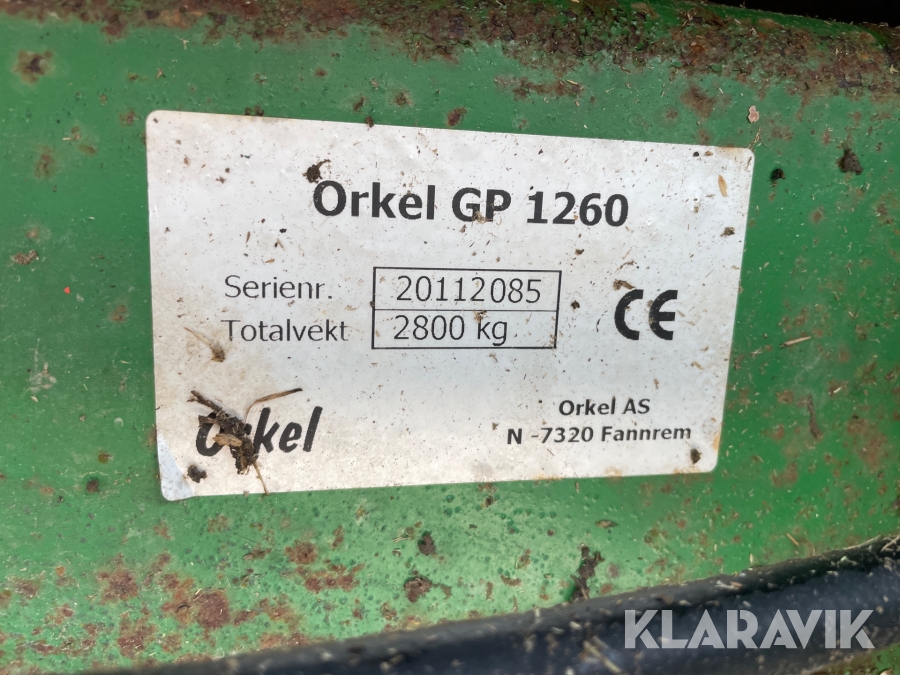 Orkel GP 1260
Serienr. 20112085
Totalvekt 2800 kg
CE
Orkel
Orkel AS
N -7320 Fannrem
KLARAVIK